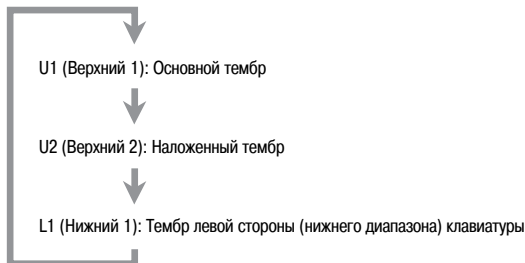 U1 (Верхний 1): Основной тембр
U2 (Верхний 2): Наложенный тембр
L1 (Нижний 1): Тембр левой стороны (нижнего диапазона) клавиатуры